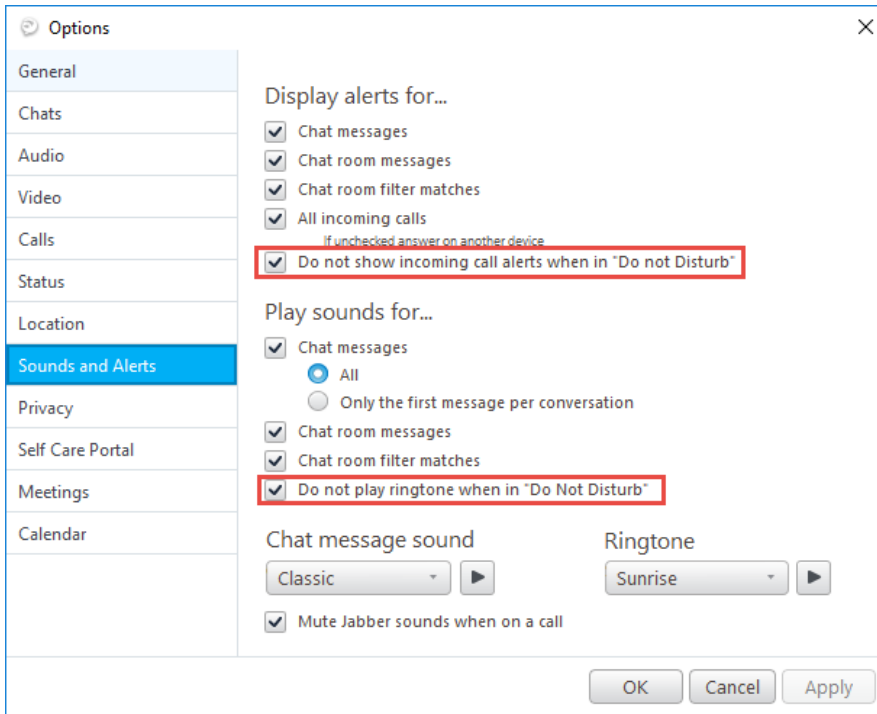 Options
General
Chats
Audio
Video
Calls
Status
Location
Sounds and Alerts
Privacy
Self Care Portal
Meetings
Calendar
Display alerts for...
Chat messages
Chat room messages
Chat room filter matches
All incoming calls
If unchecked answer on another device
Do not show incoming call alerts when in "Do not Disturb"
Play sounds for...
Chat messages
All
Only the first message per conversation
Chat room messages
Chat room filter matches
Do not play ringtone when in "Do Not Disturb"
Chat message sound
Classic
Ringtone
Sunrise
Mute Jabber sounds when on a call
OK
Cancel
Apply